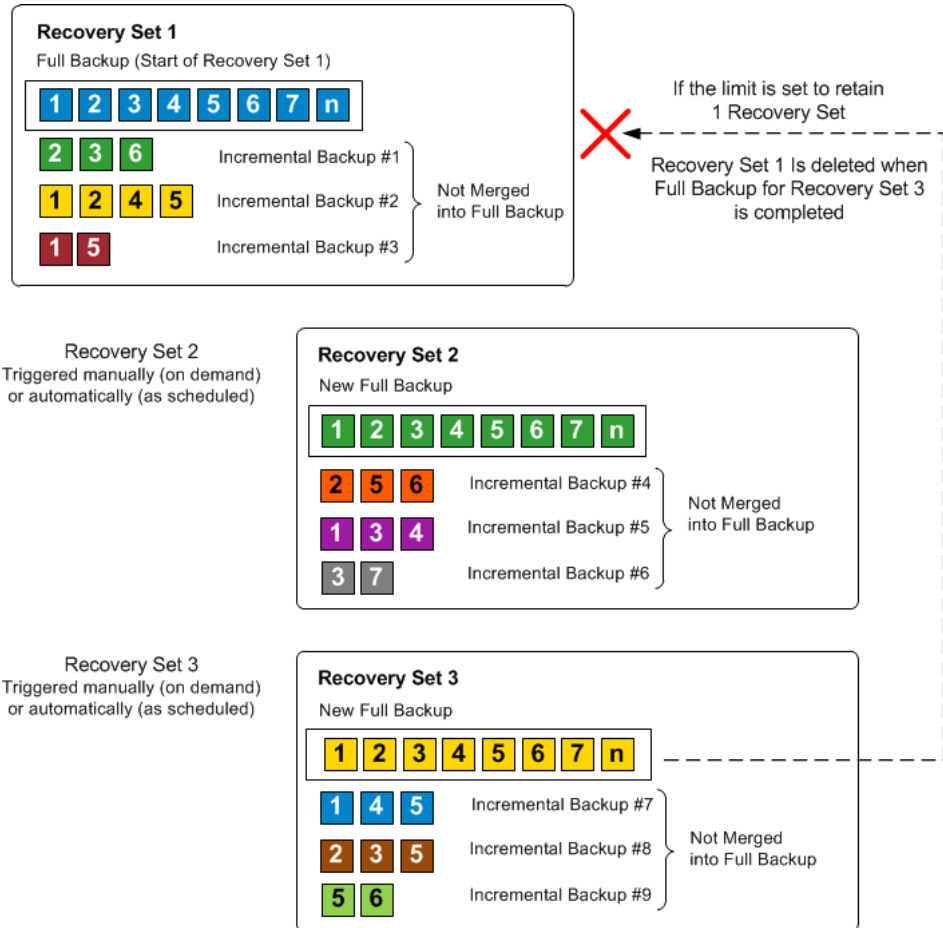 Recovery Set 1
Full Backup (Start of Recovery Set 1)
1 2 3 4 5 6 7 n
2 3 6
Incremental Backup #1
1 2 4 5
Incremental Backup #2
1 5
Incremental Backup #3
Not Merged
into Full Backup
If the limit is set to retain
1 Recovery Set
Recovery Set 1 Is deleted when
Full Backup for Recovery Set 3
is completed
Recovery Set 2
Triggered manually (on demand)
or automatically (as scheduled)
Recovery Set 2
New Full Backup
1 2 3 4 5 6 7 n
2 5 6
Incremental Backup #4
1 3 4
Incremental Backup #5
3 7
Incremental Backup #6
Not Merged
into Full Backup
Recovery Set 3
Triggered manually (on demand)
or automatically (as scheduled)
Recovery Set 3
New Full Backup
1 2 3 4 5 6 7 n
1 4 5
Incremental Backup #7
2 3 5
Incremental Backup #8
5 6
Incremental Backup #9
Not Merged
into Full Backup